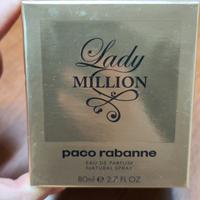 Lady
MILLION
paco rabanne
EAU DE PARFUM
NATURAL SPRAY
80ml e 2.7 FL.OZ